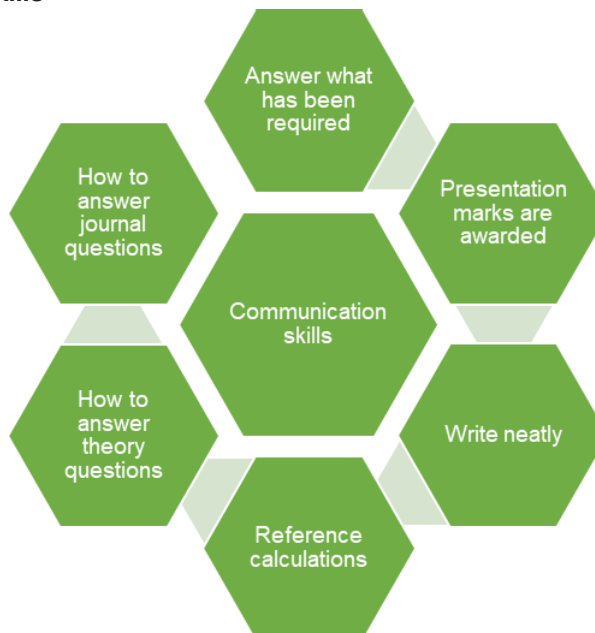 Answer what
has been
required
Presentation
marks are
awarded
Write neatly
Reference
calculations
How to
answer
theory
questions
How to
answer
journal
questions
Communication
skills